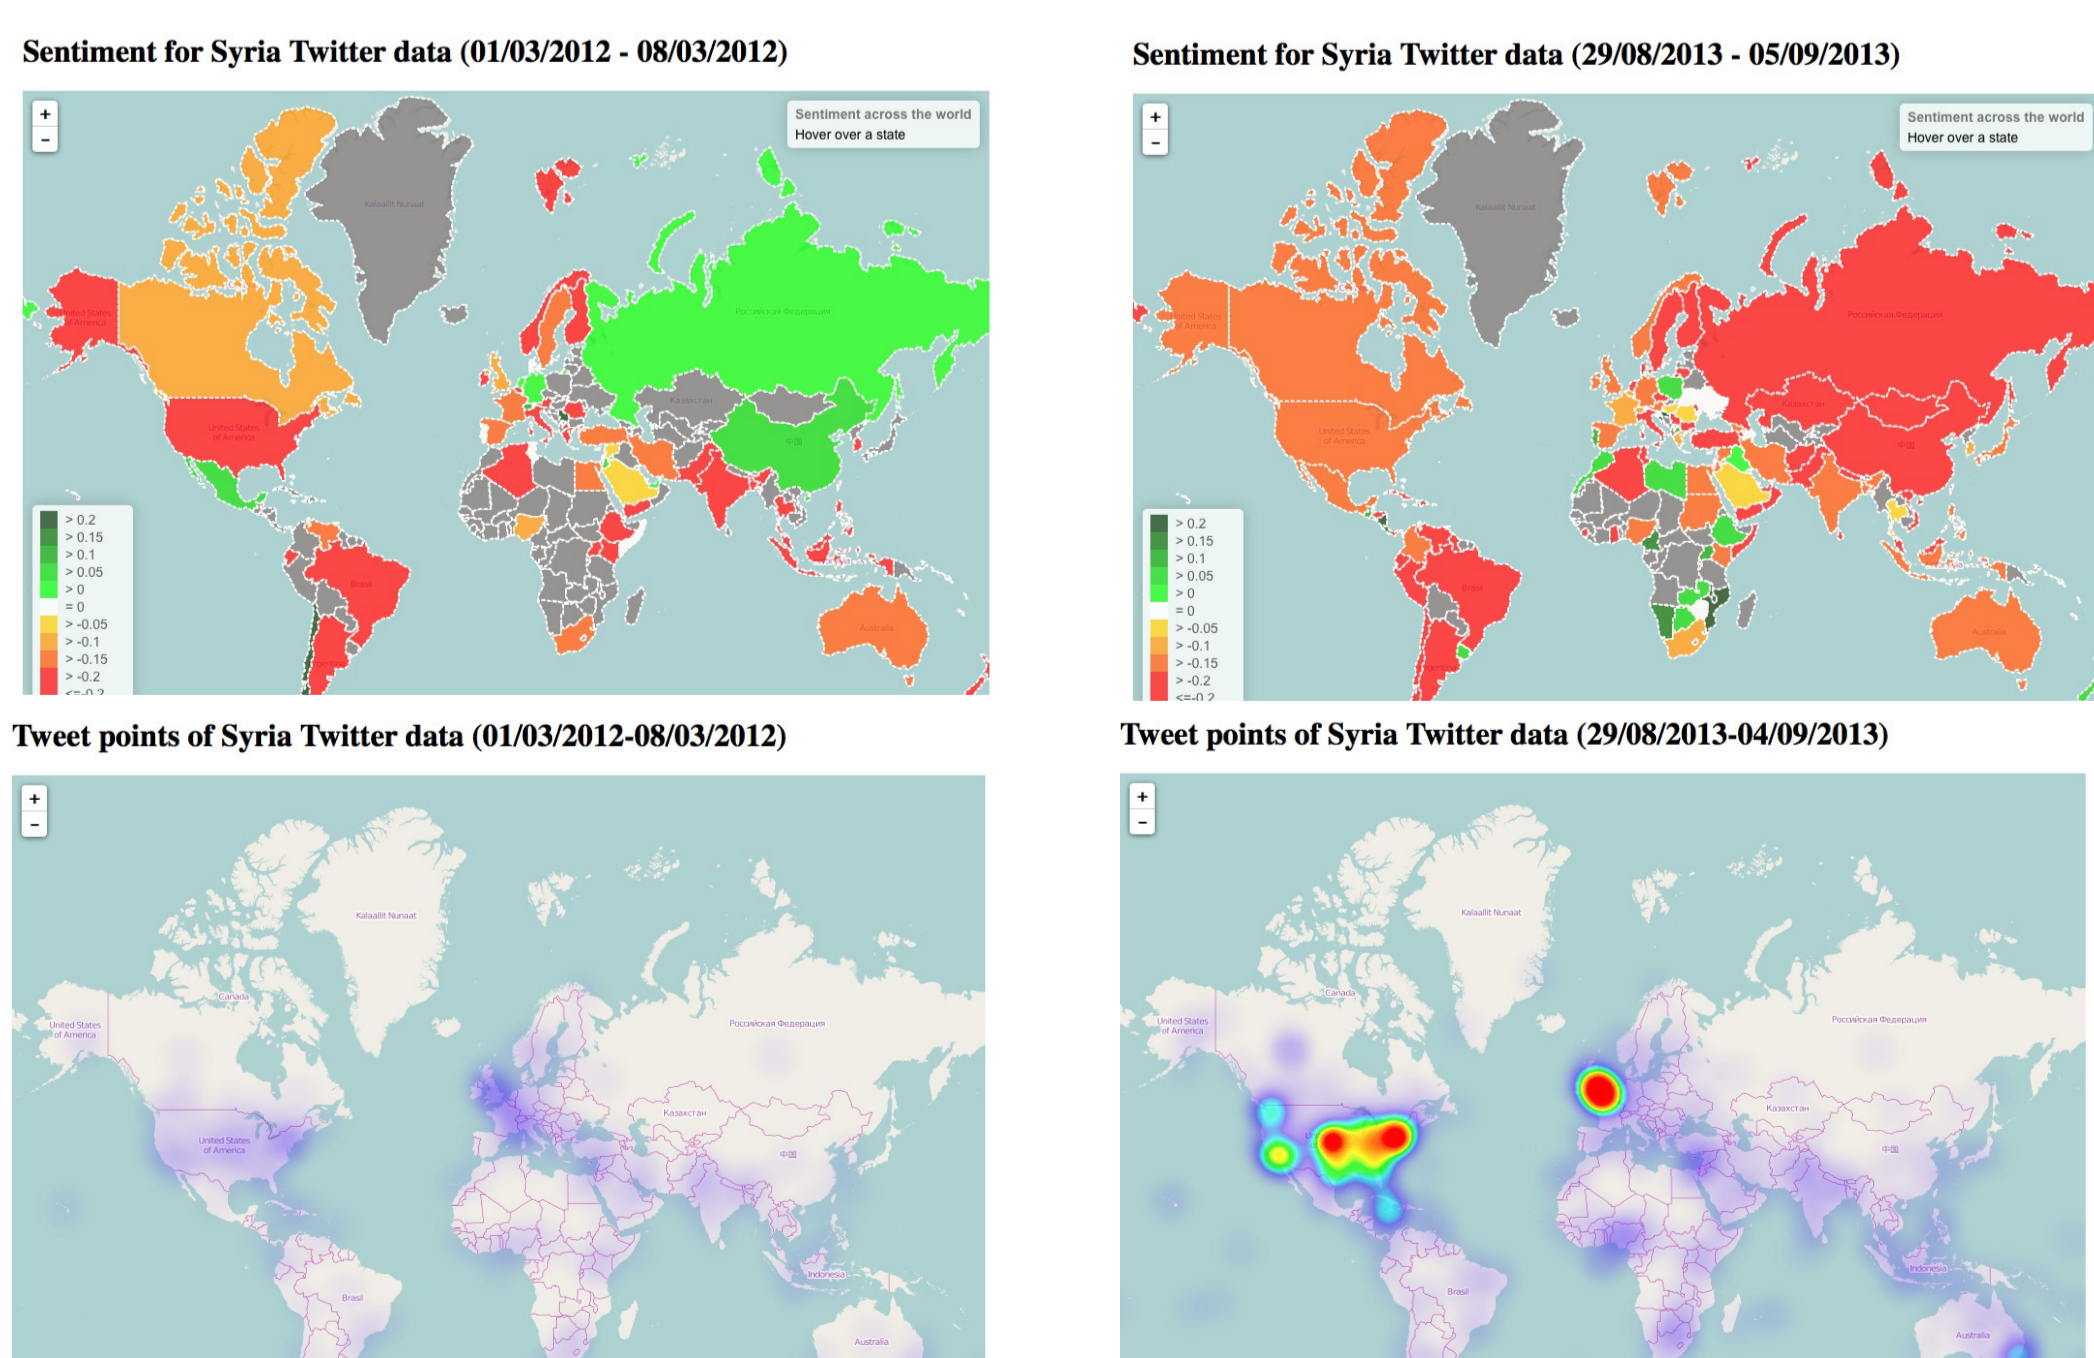 Sentiment for Syria Twitter data (01/03/2012 - 08/03/2012)
+
−
Sentiment across the world
Hover over a state
Kalaallit Nunaat
United States
of America
Российская Федерация
Казахстан
中国
United States
of America
Brasil
Australia
> 0.2
> 0.15
> 0.1
> 0.05
> 0
= 0
> -0.05
> -0.1
> -0.15
> -0.2
<=-0.2
Sentiment for Syria Twitter data (29/08/2013 - 05/09/2013)
+
−
Sentiment across the world
Hover over a state
Kalaallit Nunaat
United States
of America
Российская Федерация
Казахстан
中国
United States
of America
Brasil
Australia
> 0.2
> 0.15
> 0.1
> 0.05
> 0
= 0
> -0.05
> -0.1
> -0.15
> -0.2
<=-0.2
Tweet points of Syria Twitter data (01/03/2012-08/03/2012)
+
−
Kalaallit Nunaat
Canada
United States
of America
Российская Федерация
Казахстан
United States
of America
中国
Indonesia
Brasil
Australia
Tweet points of Syria Twitter data (29/08/2013-04/09/2013)
+
−
Kalaallit Nunaat
Canada
United States
of America
Российская Федерация
Казахстан
中国
Indonesia
Brasil
Australia